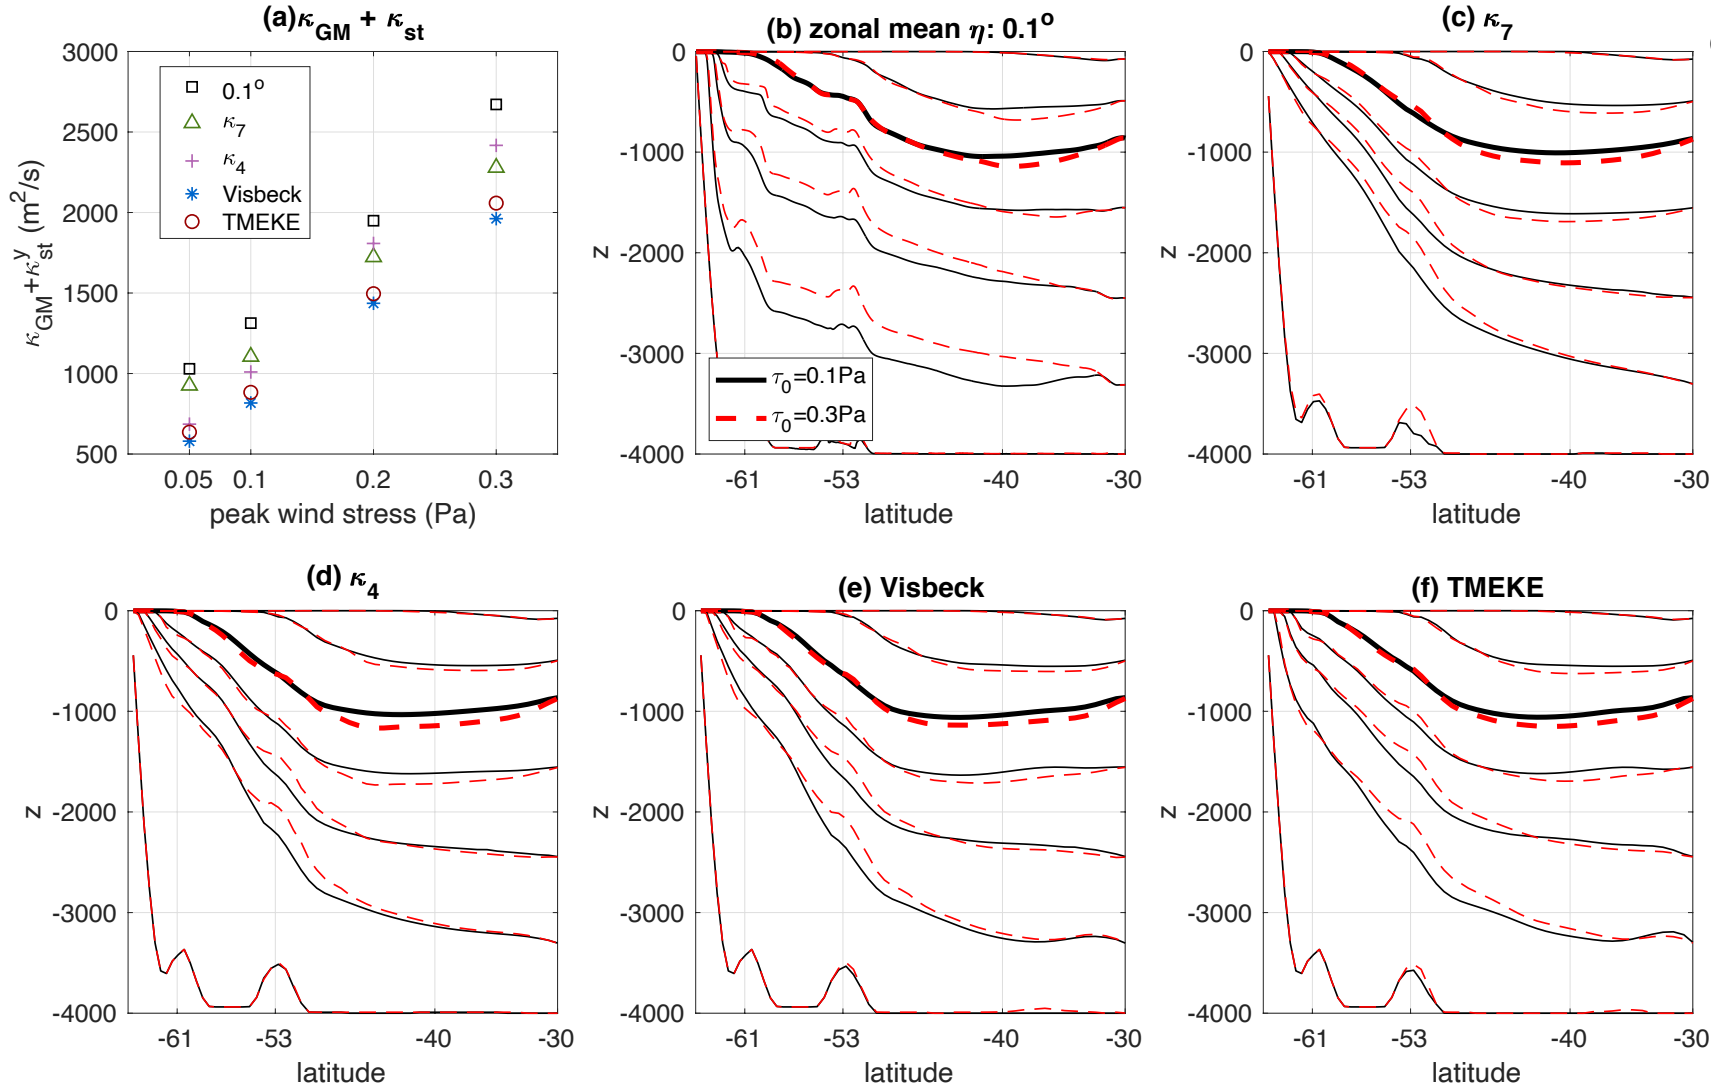 (a)κGM + κst
3000
2500
2000
1500
1000
500
κGM+κ^y_st (m²/s)
0.1°
κ7
κ4
Visbeck
TMEKE
0.05 0.1 0.2 0.3
peak wind stress (Pa)
(b) zonal mean η: 0.1°
0
-1000
-2000
-3000
-4000
z
τ0=0.1Pa
τ0=0.3Pa
-61 -53 -40 -30
latitude
(c) κ7
0
-1000
-2000
-3000
-4000
z
-61 -53 -40 -30
latitude
(d) κ4
0
-1000
-2000
-3000
-4000
z
-61 -53 -40 -30
latitude
(e) Visbeck
0
-1000
-2000
-3000
-4000
z
-61 -53 -40 -30
latitude
(f) TMEKE
0
-1000
-2000
-3000
-4000
z
-61 -53 -40 -30
latitude